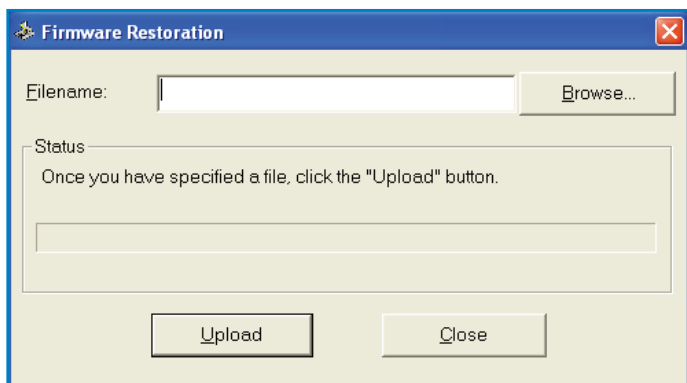 Firmware Restoration
Filename:
Browse...
Status
Once you have specified a file, click the "Upload" button.
Upload
Close